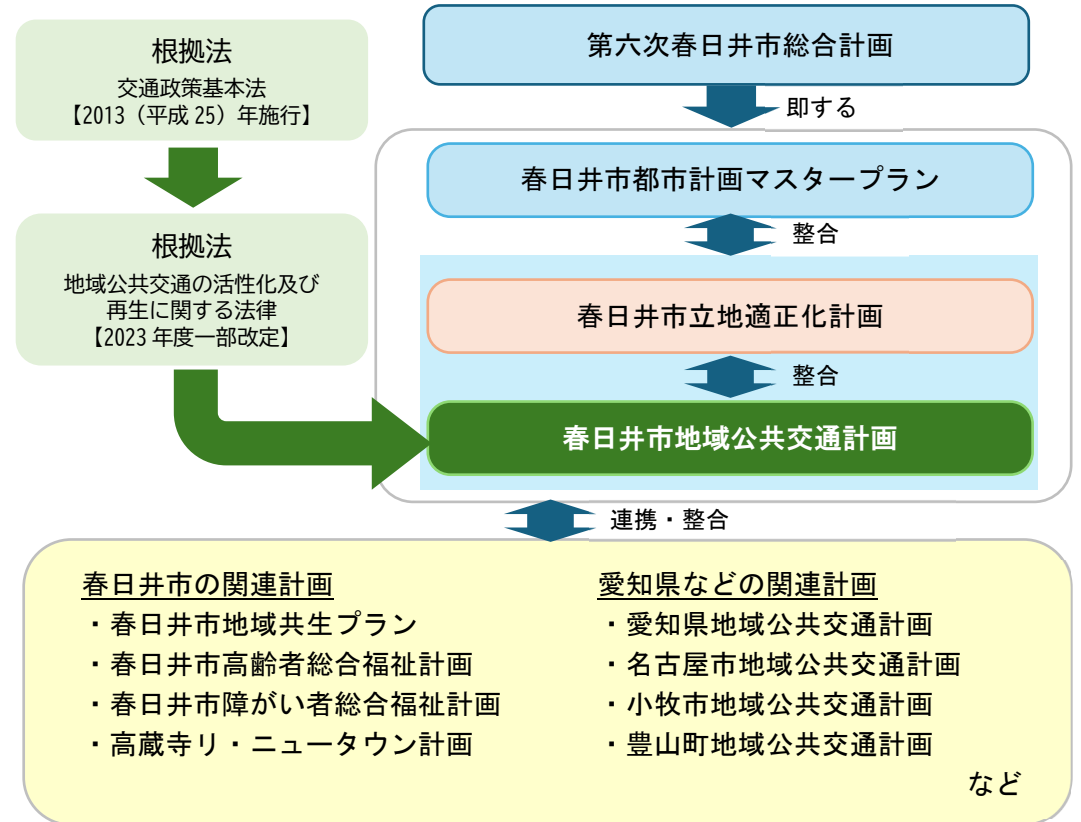 根拠法
交通政策基本法
【2013（平成 25）年施行】
根拠法
地域公共交通の活性化及び
再生に関する法律
【2023 年度一部改定】
第六次春日井市総合計画
即する
春日井市都市計画マスタープラン
整合
春日井市立地適正化計画
整合
春日井市地域公共交通計画
連携・整合
春日井市の関連計画
・春日井市地域共生プラン
・春日井市高齢者総合福祉計画
・春日井市障がい者総合福祉計画
・高蔵寺リ・ニュータウン計画
愛知県などの関連計画
・愛知県地域公共交通計画
・名古屋市地域公共交通計画
・小牧市地域公共交通計画
・豊山町地域公共交通計画
など